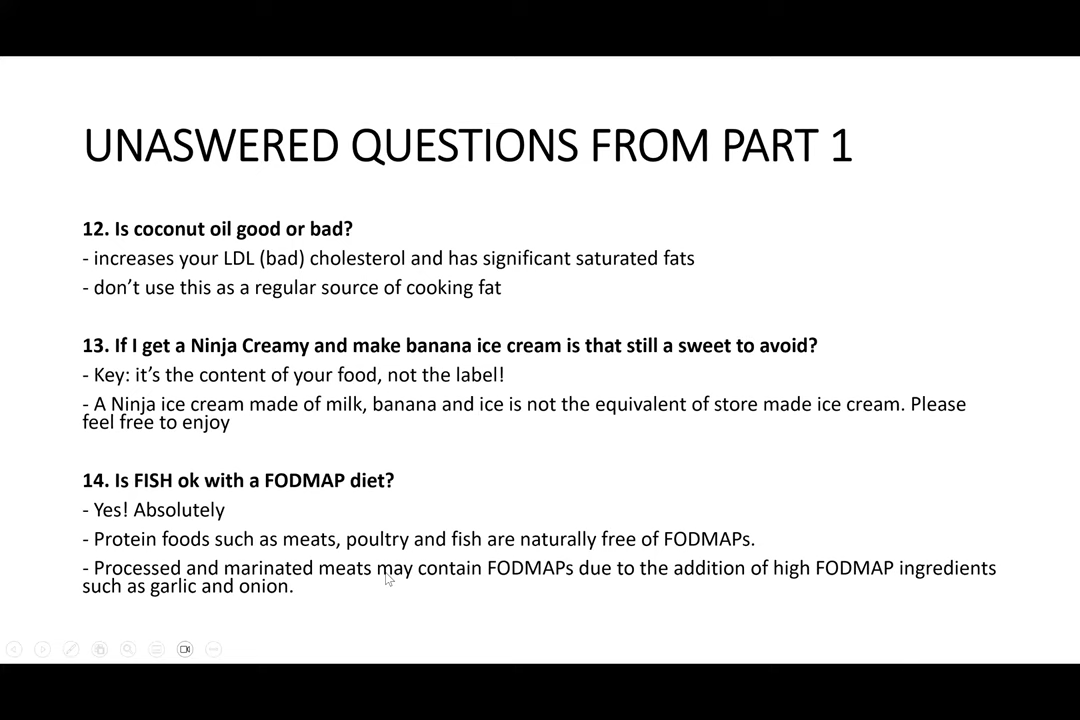 UNASWERED QUESTIONS FROM PART 1
12. Is coconut oil good or bad?
- increases your LDL (bad) cholesterol and has significant saturated fats
- don’t use this as a regular source of cooking fat
13. If I get a Ninja Creamy and make banana ice cream is that still a sweet to avoid?
- Key: it’s the content of your food, not the label!
- A Ninja ice cream made of milk, banana and ice is not the equivalent of store made ice cream. Please
feel free to enjoy
14. Is FISH ok with a FODMAP diet?
- Yes! Absolutely
- Protein foods such as meats, poultry and fish are naturally free of FODMAPs.
- Processed and marinated meats may contain FODMAPs due to the addition of high FODMAP ingredients
such as garlic and onion.